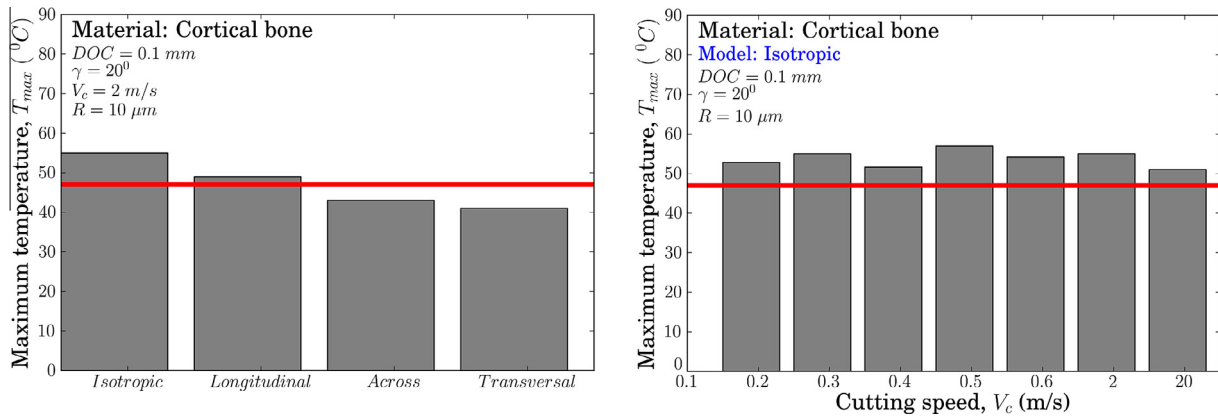 Maximum temperature, T_max (⁰C)
90
80
70
60
50
40
30
20
10
0
Material: Cortical bone
DOC = 0.1 mm
γ = 20⁰
V_c = 2 m/s
R = 10 μm
Isotropic Longitudinal Across Transversal
Maximum temperature, T_max (⁰C)
90
80
70
60
50
40
30
20
10
0
Material: Cortical bone
Model: Isotropic
DOC = 0.1 mm
γ = 20⁰
R = 10 μm
0.1 0.2 0.3 0.4 0.5 0.6 2 20
Cutting speed, V_c (m/s)